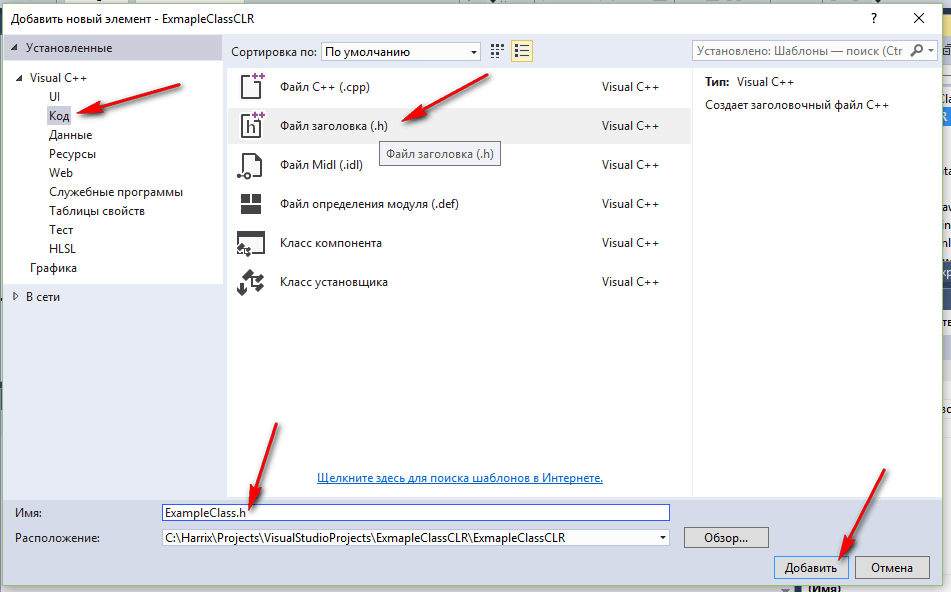 Добавить новый элемент - ExmapleClassCLR
?
Установленные
Visual C++
UI
Код
Данные
Ресурсы
Web
Служебные программы
Таблицы свойств
Тест
HLSL
Графика
В сети
Сортировка по: По умолчанию
Установлено: Шаблоны — поиск (Ctr
Файл C++ (.cpp) Visual C++
Файл заголовка (.h) Visual C++
Файл заголовка (.h)
Файл Midl (.idl) Visual C++
Файл определения модуля (.def) Visual C++
Класс компонента Visual C++
Класс установщика Visual C++
Тип: Visual C++
Создает заголовочный файл C++
Щелкните здесь для поиска шаблонов в Интернете.
Имя: ExampleClass.h
Расположение: C:\Harrix\Projects\VisualStudioProjects\ExmapleClassCLR\ExmapleClassCLR
Обзор...
Добавить Отмена
(Имя)